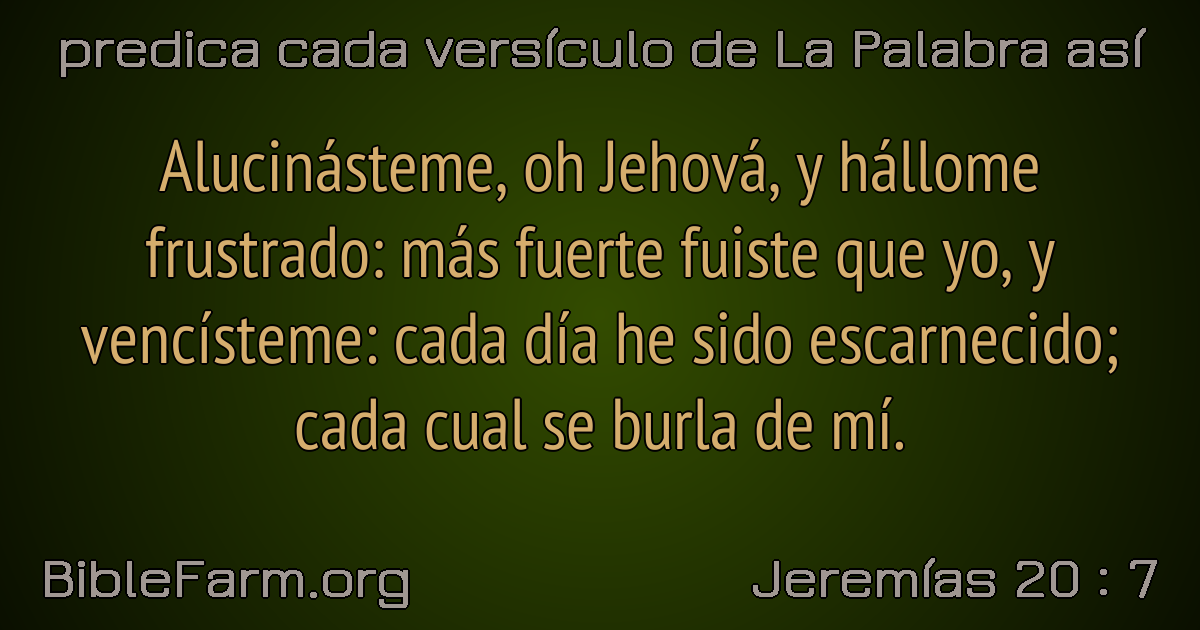 predica cada versículo de La Palabra así
Alucinásteme, oh Jehová, y hállome
frustrado: más fuerte fuiste que yo, y
vencísteme: cada día he sido escarnecido;
cada cual se burla de mí.
BibleFarm.org
Jeremías 20 : 7